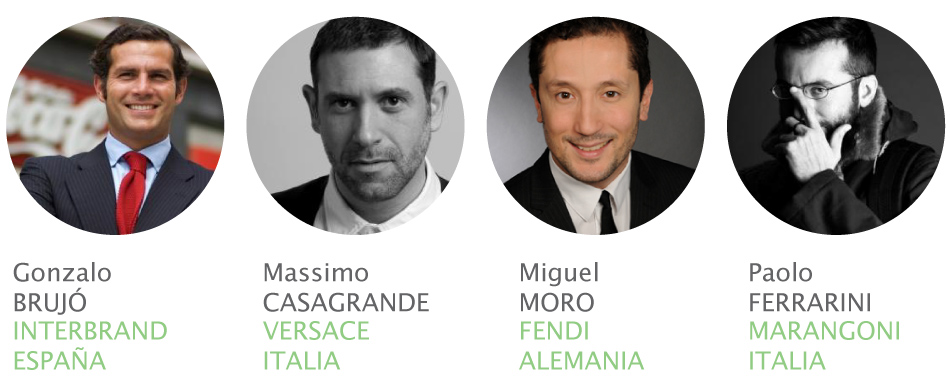 Gonzalo
BRUJÓ
INTERBRAND
ESPAÑA
Massimo
CASAGRANDE
VERSACE
ITALIA
Miguel
MORO
FENDI
ALEMANIA
Paolo
FERRARINI
MARANGONI
ITALIA